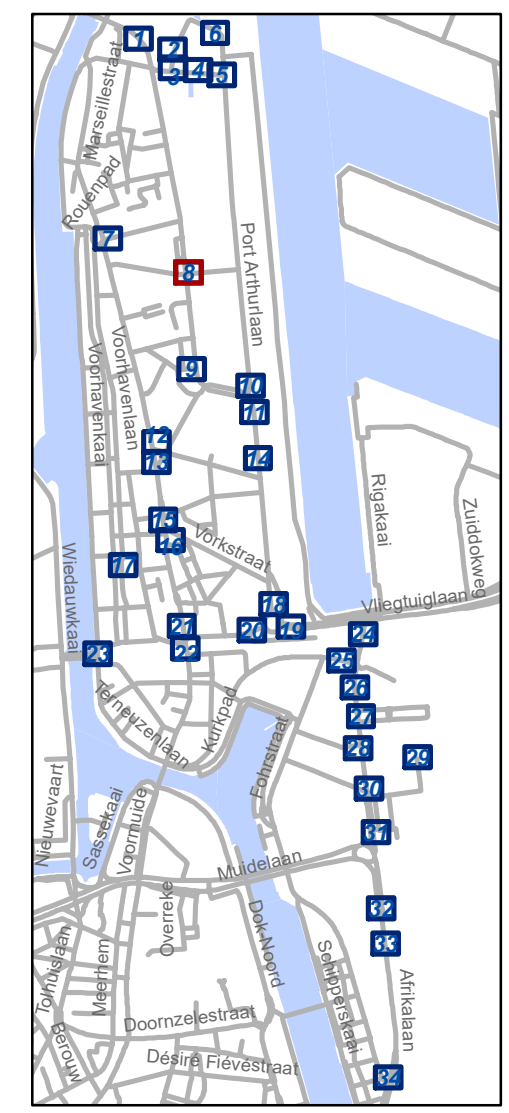 1
2
6
3
4
5
Marseillestraat
Rouenpad
7
Port Arthurlaan
8
Voorhavenlaan
Voorhavenkaai
9
10
11
12
13
14
Rigakaai
Zuiddokweg
15
16
Vorkstraat
17
Wiedauwkaai
18
Vliegtuiglaan
19
20
21
22
23
24
25
26
27
28
29
30
31
Terneuzenlaan
Kurkpad
Fohrstraat
Nieuwevaart
Sassekaai
Voormuide
Muidelaan
32
33
Overreke
Dok-Noord
Tolhuislaan
Meerhem
Schipperskaai
Afrikalaan
Doornzelestraat
Berouw
Désiré Fiévéstraat
34